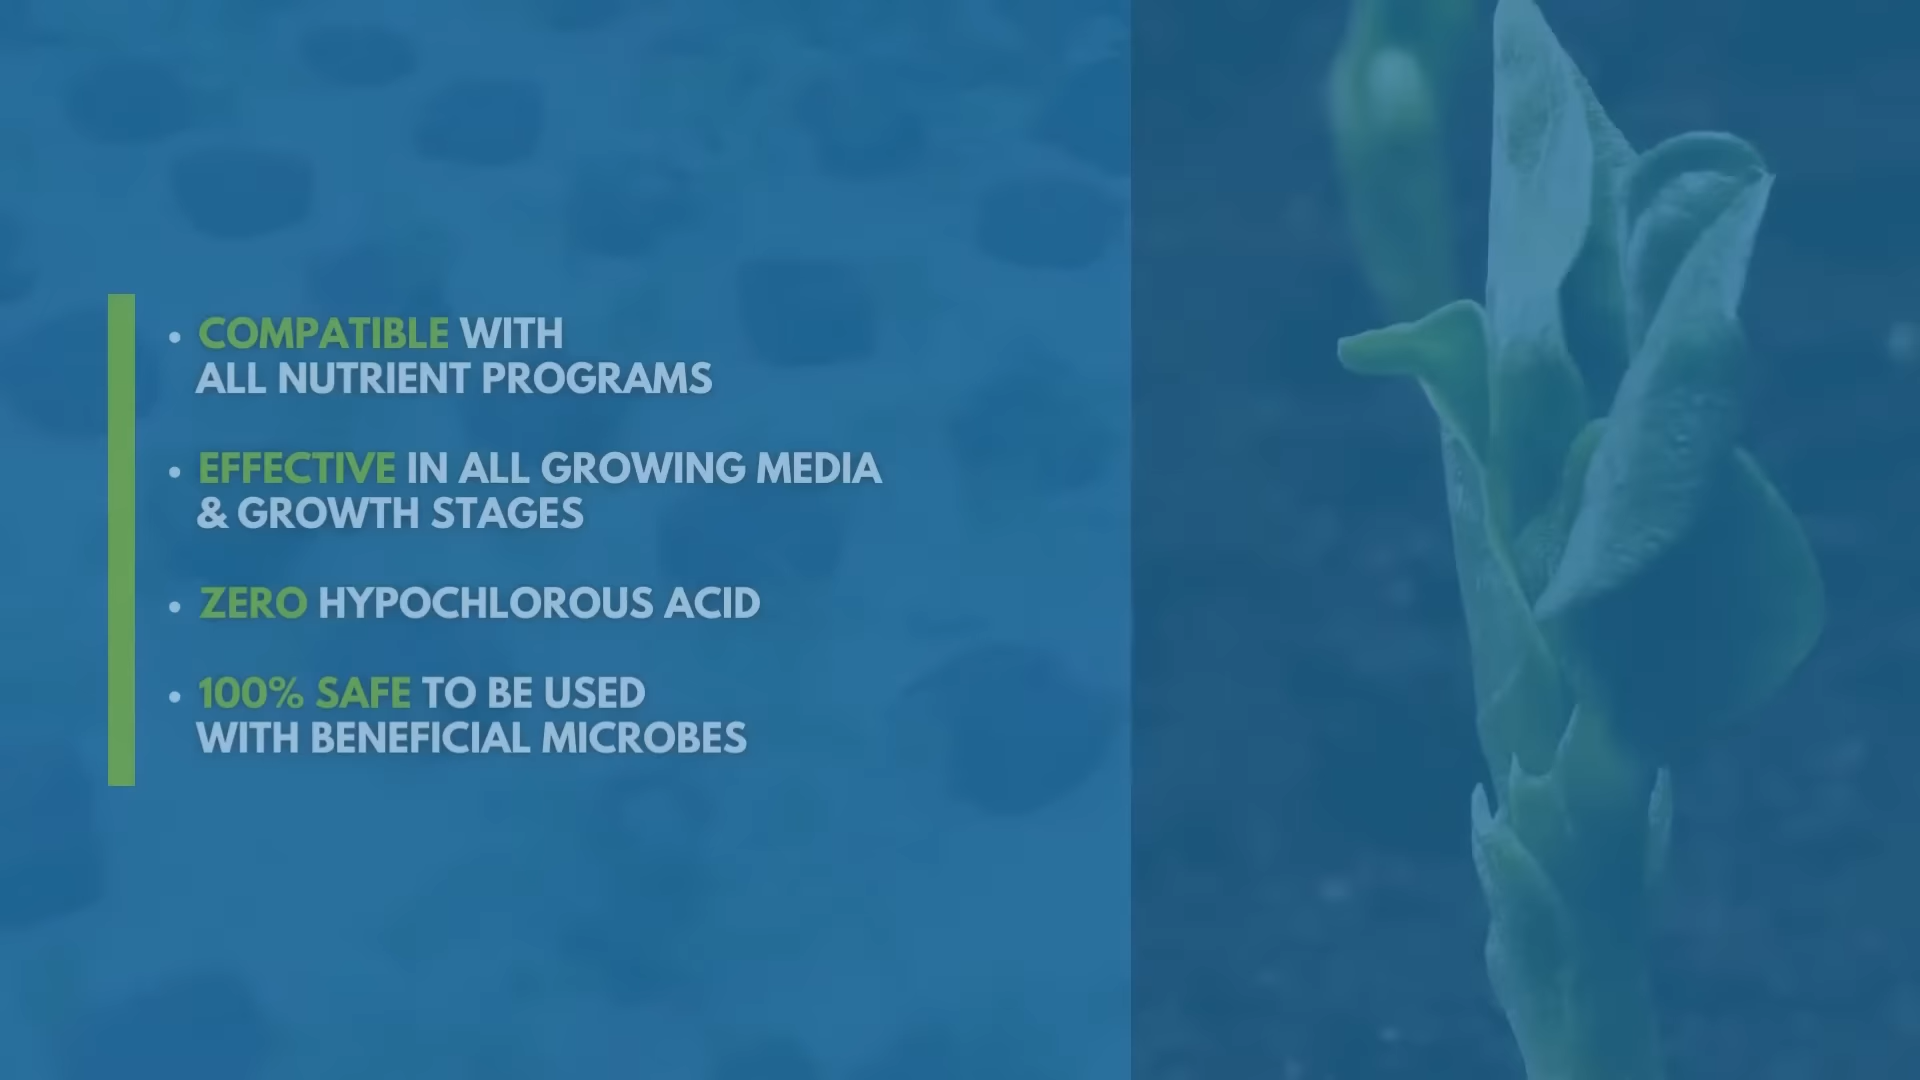 • COMPATIBLE WITH
ALL NUTRIENT PROGRAMS
• EFFECTIVE IN ALL GROWING MEDIA
& GROWTH STAGES
• ZERO HYPOCHLOROUS ACID
• 100% SAFE TO BE USED
WITH BENEFICIAL MICROBES